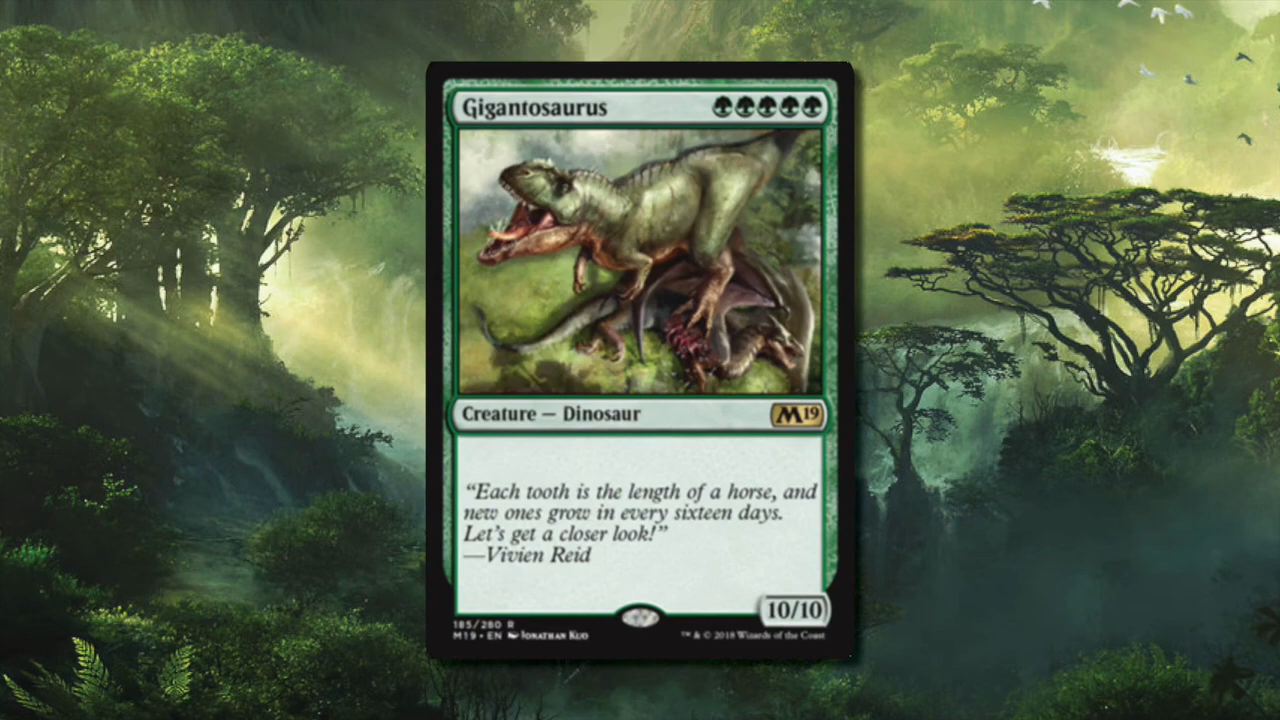 Gigantosaurus
Creature — Dinosaur
M19
“Each tooth is the length of a horse, and
new ones grow in every sixteen days.
Let’s get a closer look!”
—Vivien Reid
10/10
185/280 R
M19 • EN JONATHAN KUO
™ & © 2018 Wizards of the Coast